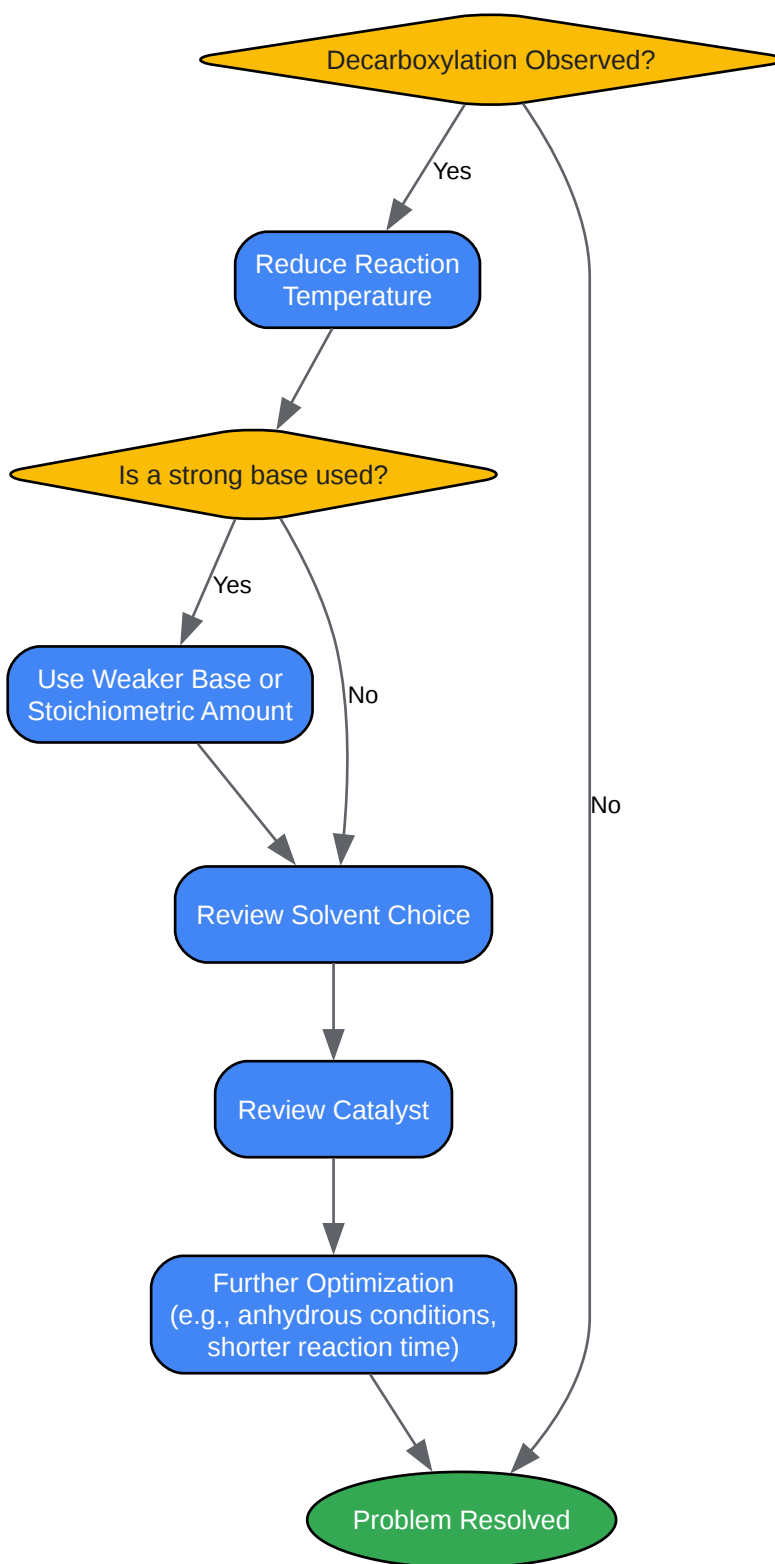 Decarboxylation Observed?
Yes
Reduce Reaction
Temperature
Is a strong base used?
Yes
Use Weaker Base or
Stoichiometric Amount
No
No
Review Solvent Choice
Review Catalyst
Further Optimization
(e.g., anhydrous conditions,
shorter reaction time)
Problem Resolved